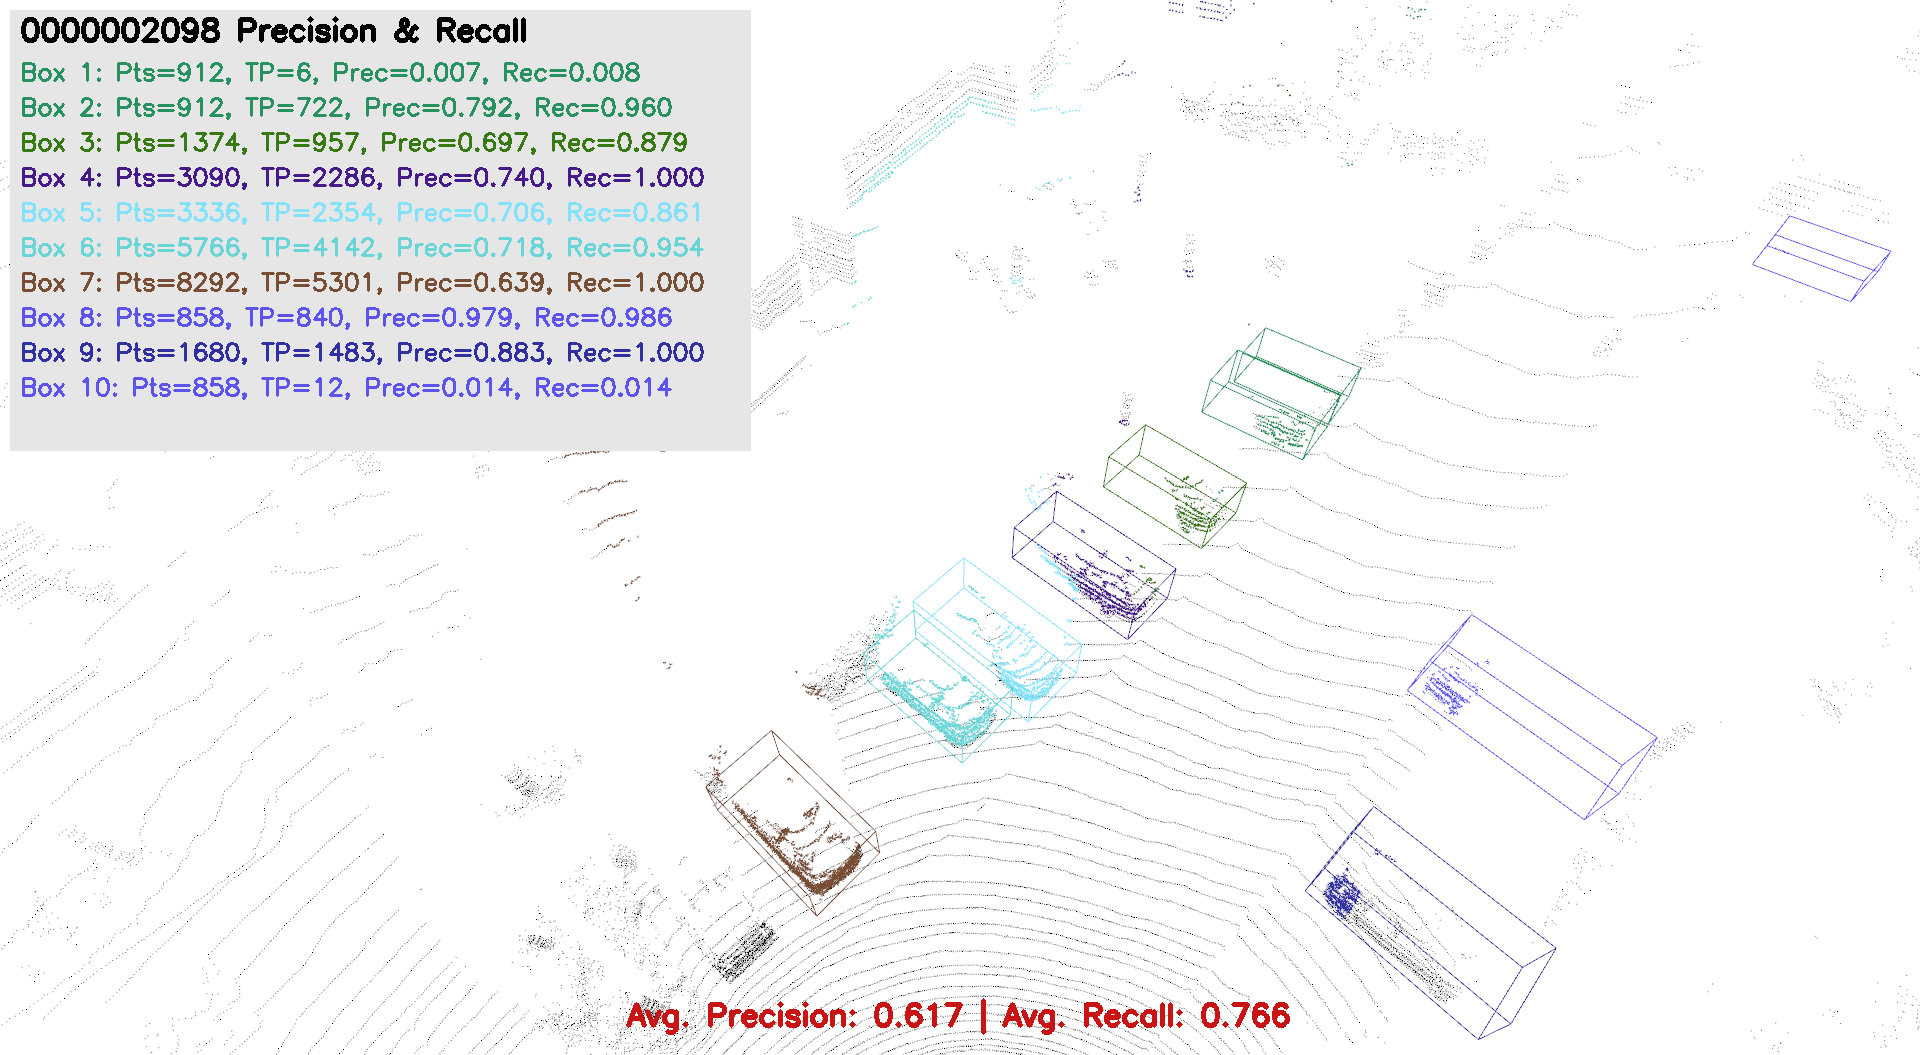 0000002098 Precision & Recall
Box 1: Pts=912, TP=6, Prec=0.007, Rec=0.008
Box 2: Pts=912, TP=722, Prec=0.792, Rec=0.960
Box 3: Pts=1374, TP=957, Prec=0.697, Rec=0.879
Box 4: Pts=3090, TP=2286, Prec=0.740, Rec=1.000
Box 5: Pts=3336, TP=2354, Prec=0.706, Rec=0.861
Box 6: Pts=5766, TP=4142, Prec=0.718, Rec=0.954
Box 7: Pts=8292, TP=5301, Prec=0.639, Rec=1.000
Box 8: Pts=858, TP=840, Prec=0.979, Rec=0.986
Box 9: Pts=1680, TP=1483, Prec=0.883, Rec=1.000
Box 10: Pts=858, TP=12, Prec=0.014, Rec=0.014
Avg. Precision: 0.617 | Avg. Recall: 0.766